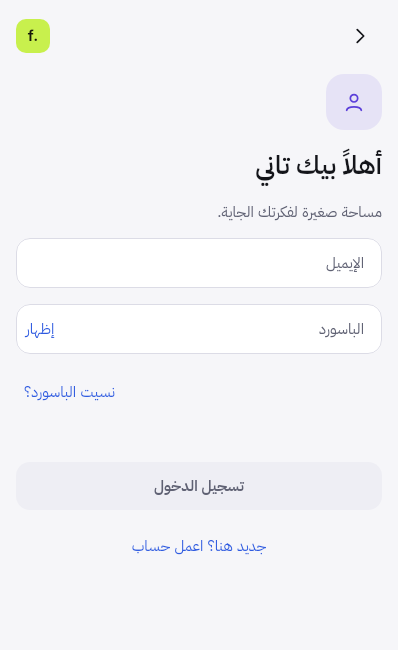 f.
أهلاً بيك تاني
مساحة صغيرة لفكرتك الجاية.
الإيميل
الباسورد
إظهار
نسيت الباسورد؟
تسجيل الدخول
جديد هنا؟ اعمل حساب